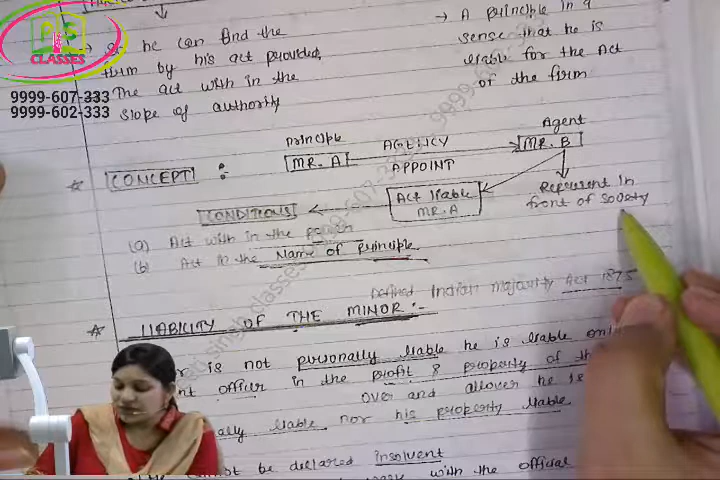 PS
CLASSES
9999-607-333
9999-602-333
he can find the
firm by his act provided,
The act with in the
slope of authority
→ A principle in a
sense that he is
liable for the Act
of the firm
CONCEPT :
principle
MR. A
AGENCY
APPOINT
Agent
MR. B
Represent in
front of society
Act liable
MR. A
CONDITIONS
(a) Act with in the power
(b) Act in the Name of principle
Defined Indian majority Act 1875
LIABILITY OF THE MINOR :-
is not personally liable he is liable only
in the profit & property of the
over and allover he is
liable nor his property liable
be declared insolvent
with the official